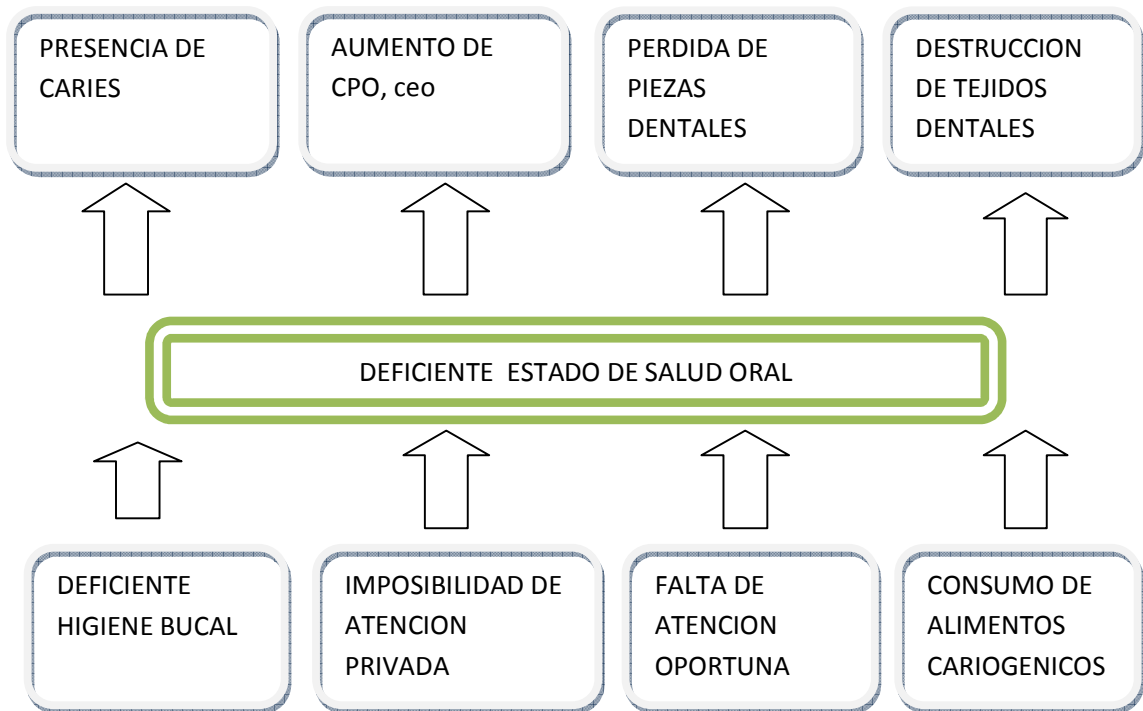 PRESENCIA DE
CARIES
AUMENTO DE
CPO, ceo
PERDIDA DE
PIEZAS
DENTALES
DESTRUCCION
DE TEJIDOS
DENTALES
DEFICIENTE ESTADO DE SALUD ORAL
DEFICIENTE
HIGIENE BUCAL
IMPOSIBILIDAD DE
ATENCION
PRIVADA
FALTA DE
ATENCION
OPORTUNA
CONSUMO DE
ALIMENTOS
CARIOGENICOS